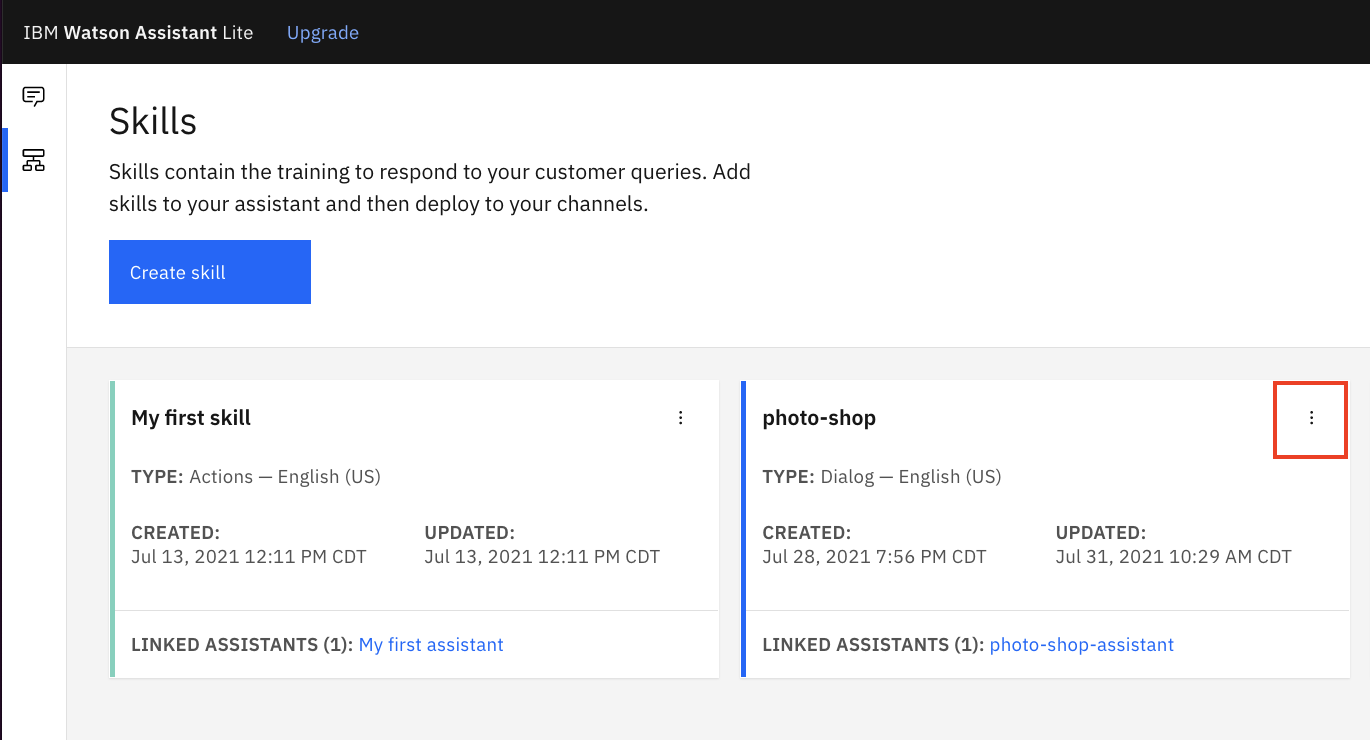 IBM Watson Assistant Lite Upgrade
Skills
Skills contain the training to respond to your customer queries. Add
skills to your assistant and then deploy to your channels.
Create skill
My first skill
TYPE: Actions — English (US)
CREATED: UPDATED:
Jul 13, 2021 12:11 PM CDT Jul 13, 2021 12:11 PM CDT
LINKED ASSISTANTS (1): My first assistant
photo-shop
TYPE: Dialog — English (US)
CREATED: UPDATED:
Jul 28, 2021 7:56 PM CDT Jul 31, 2021 10:29 AM CDT
LINKED ASSISTANTS (1): photo-shop-assistant